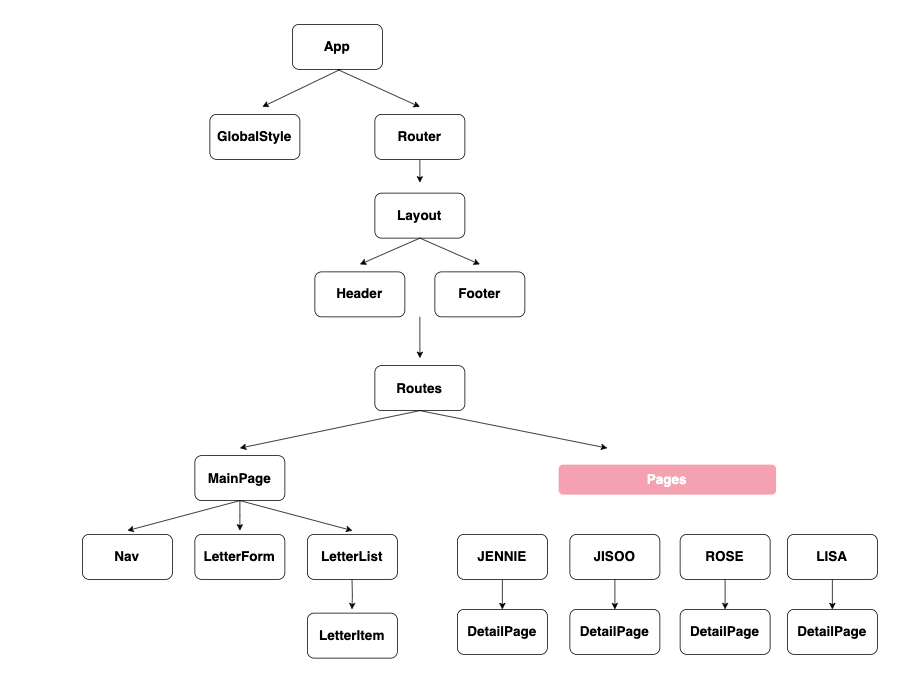 App
GlobalStyle
Router
Layout
Header
Footer
Routes
MainPage
Pages
Nav
LetterForm
LetterList
JENNIE
JISOO
ROSE
LISA
LetterItem
DetailPage
DetailPage
DetailPage
DetailPage